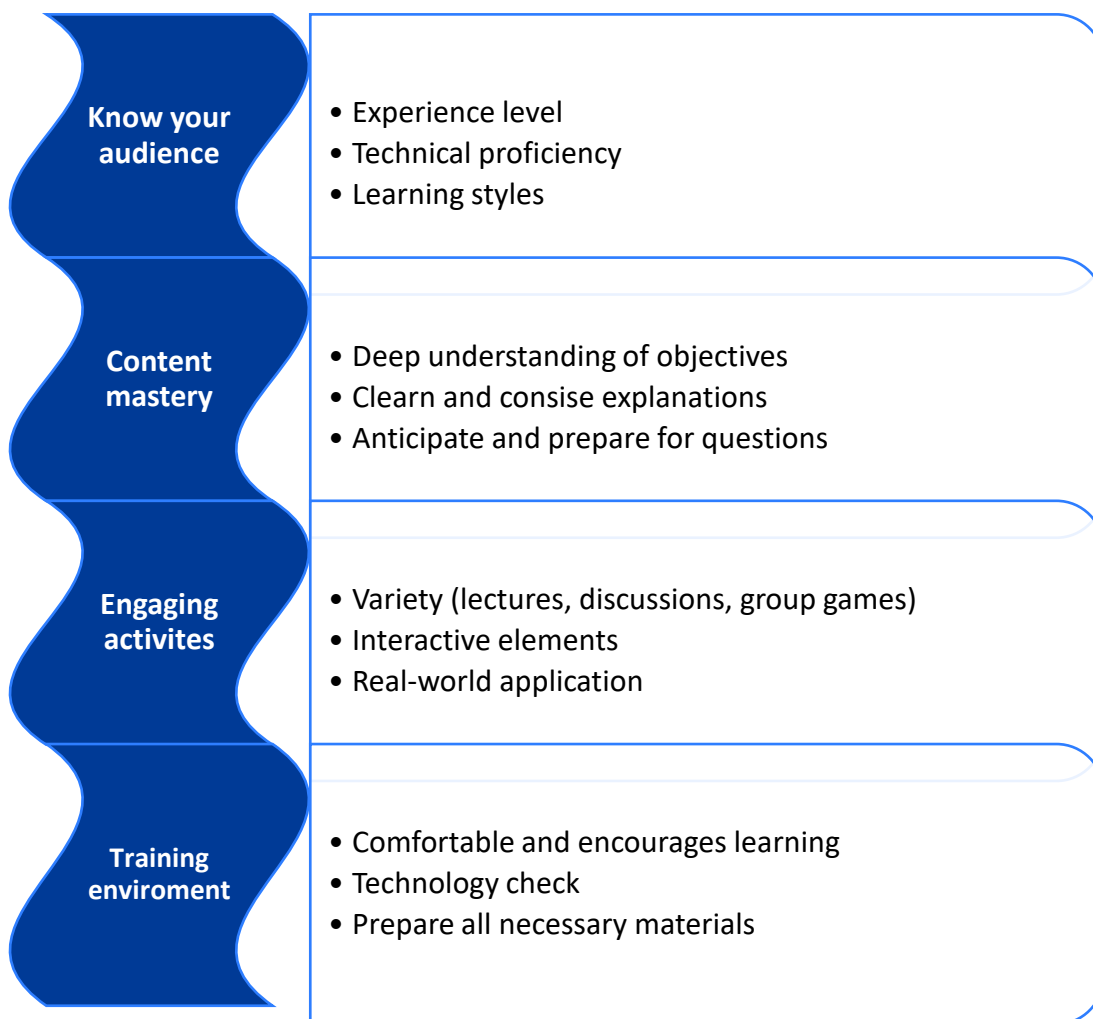 Know your
audience
• Experience level
• Technical proficiency
• Learning styles
Content
mastery
• Deep understanding of objectives
• Clearn and consise explanations
• Anticipate and prepare for questions
Engaging
activites
• Variety (lectures, discussions, group games)
• Interactive elements
• Real-world application
Training
enviroment
• Comfortable and encourages learning
• Technology check
• Prepare all necessary materials